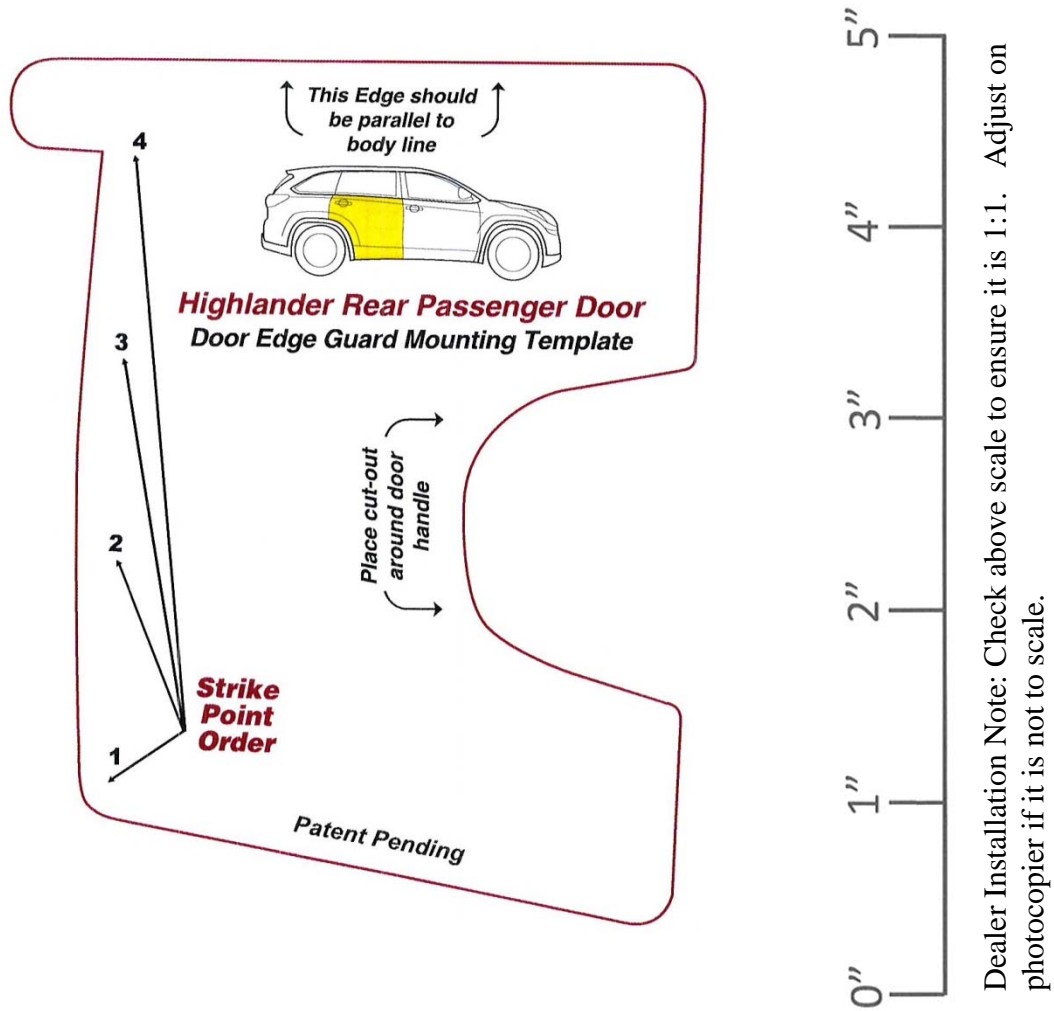 This Edge should
be parallel to
body line
4
Highlander Rear Passenger Door
Door Edge Guard Mounting Template
3
Place cut-out
around door
handle
2
Strike
Point
Order
1
Patent Pending
5”
4”
3”
2”
1”
0”
Dealer Installation Note: Check above scale to ensure it is 1:1. Adjust on
photocopier if it is not to scale.